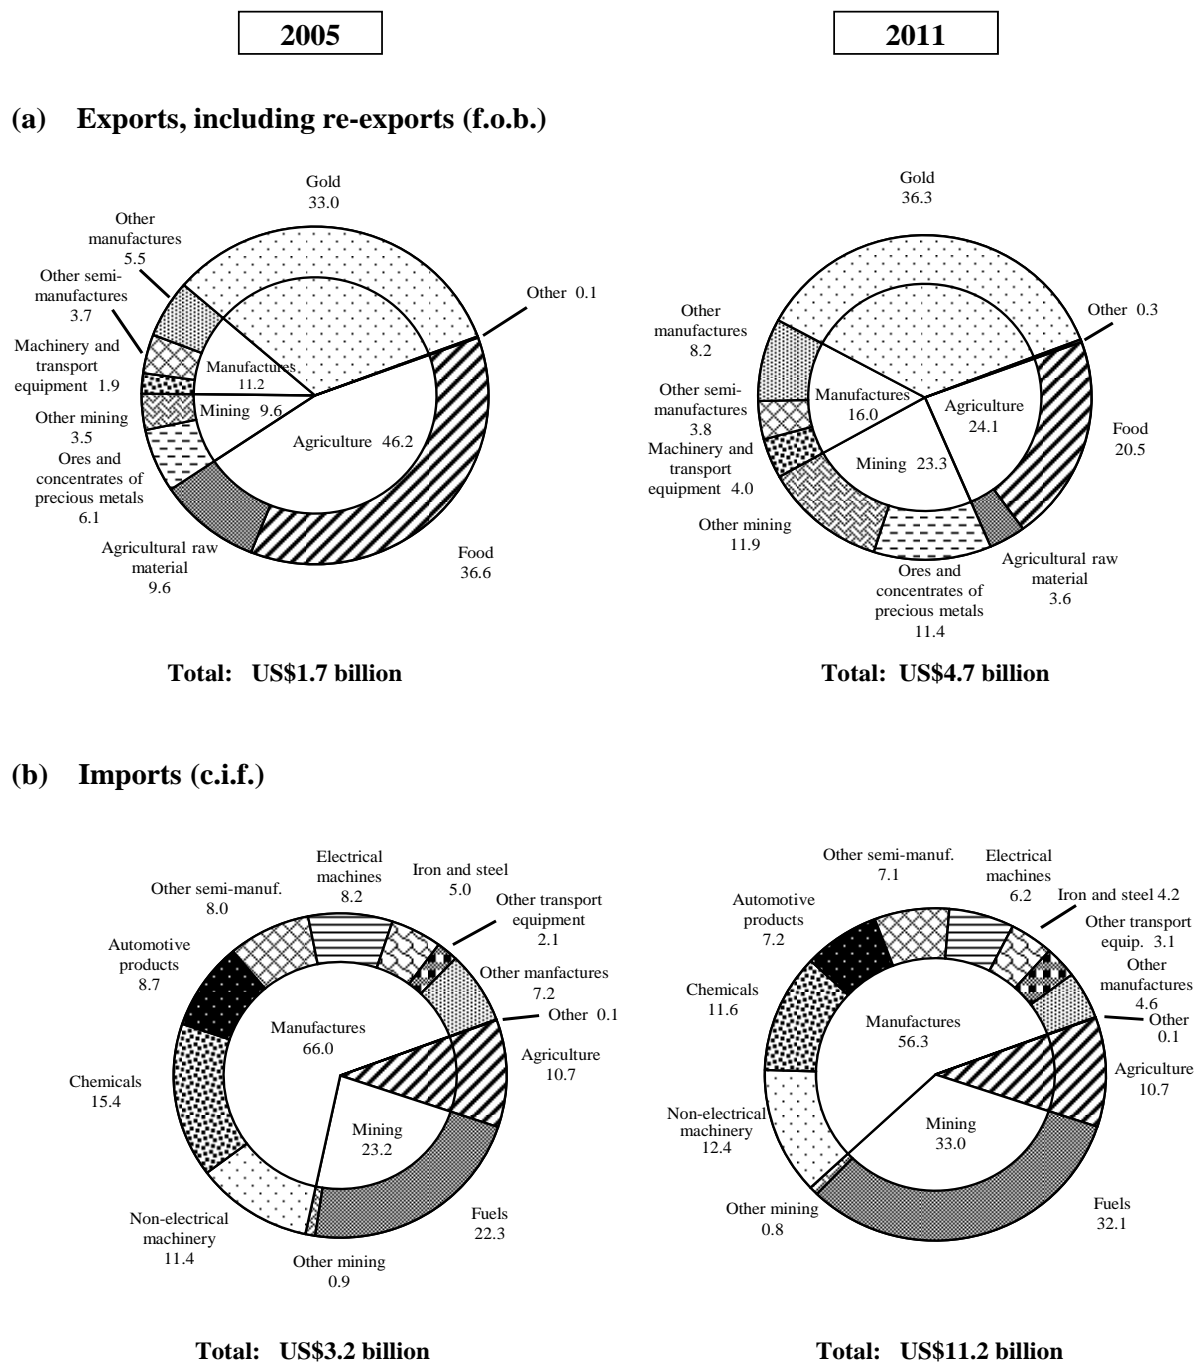 2005
2011
(a) Exports, including re-exports (f.o.b.)
Gold
33.0
Other
manufactures
5.5
Other semi-
manufactures
3.7
Machinery and
transport
equipment 1.9
Other mining
3.5
Ores and
concentrates of
precious metals
6.1
Agricultural raw
material
9.6
Food
36.6
Other 0.1
Manufactures
11.2
Mining 9.6
Agriculture 46.2
Total: US$1.7 billion
Gold
36.3
Other
manufactures
8.2
Other semi-
manufactures
3.8
Machinery and
transport
equipment 4.0
Other mining
11.9
Ores and
concentrates of
precious metals
11.4
Agricultural raw
material
3.6
Food
20.5
Other 0.3
Manufactures
16.0
Agriculture
24.1
Mining 23.3
Total: US$4.7 billion
(b) Imports (c.i.f.)
Electrical
machines
8.2
Iron and steel
5.0
Other transport
equipment
2.1
Other manfactures
7.2
Other 0.1
Agriculture
10.7
Fuels
22.3
Other mining
0.9
Non-electrical
machinery
11.4
Chemicals
15.4
Automotive
products
8.7
Other semi-manuf.
8.0
Manufactures
66.0
Mining
23.2
Total: US$3.2 billion
Other semi-manuf.
7.1
Electrical
machines
6.2
Iron and steel 4.2
Other transport
equip. 3.1
Other
manufactures
4.6
Other
0.1
Agriculture
10.7
Fuels
32.1
Other mining
0.8
Non-electrical
machinery
12.4
Chemicals
11.6
Automotive
products
7.2
Manufactures
56.3
Mining
33.0
Total: US$11.2 billion